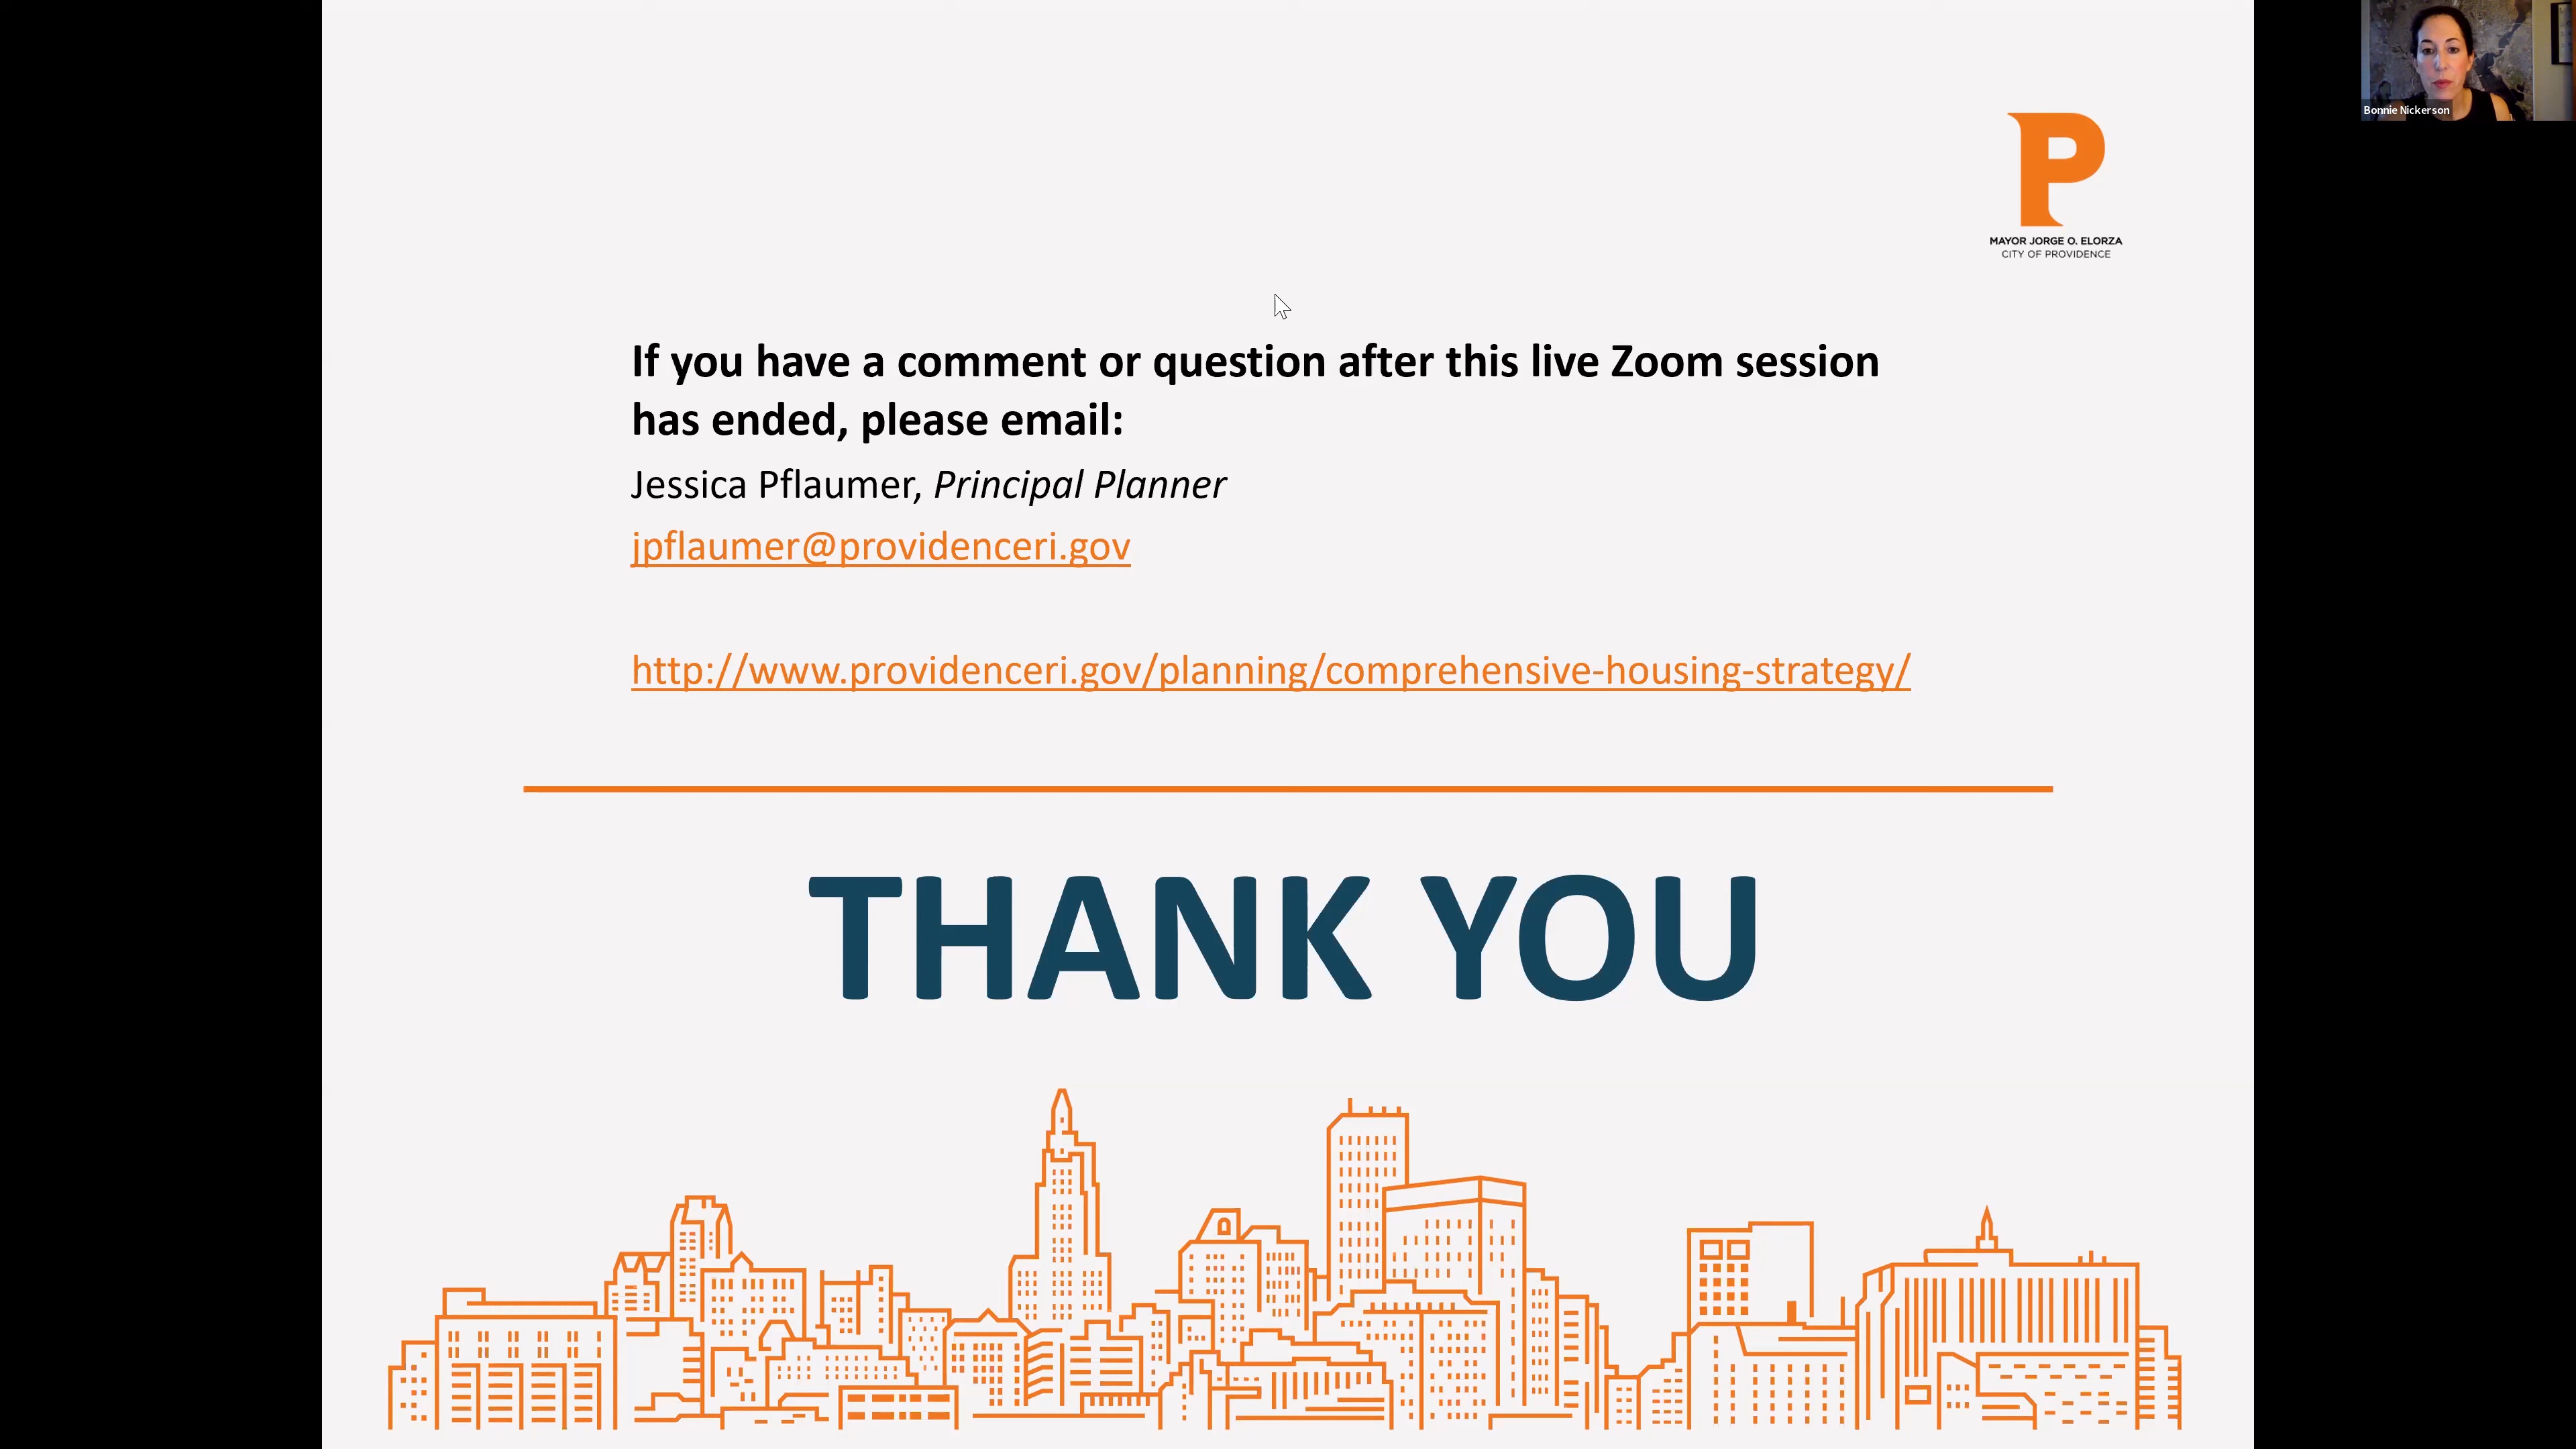 Bonnie Nickerson
P
MAYOR JORGE O. ELORZA
CITY OF PROVIDENCE
If you have a comment or question after this live Zoom session
has ended, please email:
Jessica Pflaumer, Principal Planner
jpflaumer@providenceri.gov
http://www.providenceri.gov/planning/comprehensive-housing-strategy/
THANK YOU